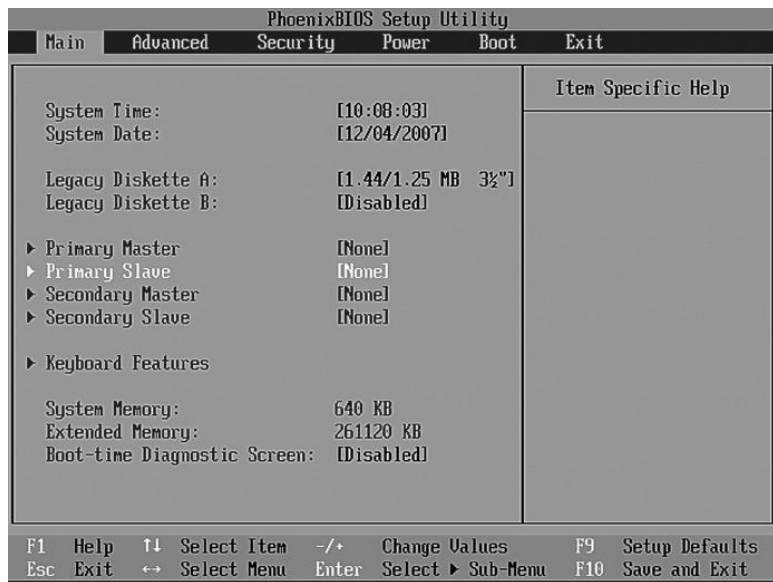 PhoenixBIOS Setup Utility
Main Advanced Security Power Boot Exit
Item Specific Help
System Time: [10:08:03]
System Date: [12/04/2007]
Legacy Diskette A: [1.44/1.25 MB 3½"]
Legacy Diskette B: [Disabled]
▶ Primary Master [None]
▶ Primary Slave [None]
▶ Secondary Master [None]
▶ Secondary Slave [None]
▶ Keyboard Features
System Memory: 640 KB
Extended Memory: 261120 KB
Boot-time Diagnostic Screen: [Disabled]
F1 Help ↑↓ Select Item -/+ Change Values F9 Setup Defaults
Esc Exit ↔ Select Menu Enter Select ▶ Sub-Menu F10 Save and Exit